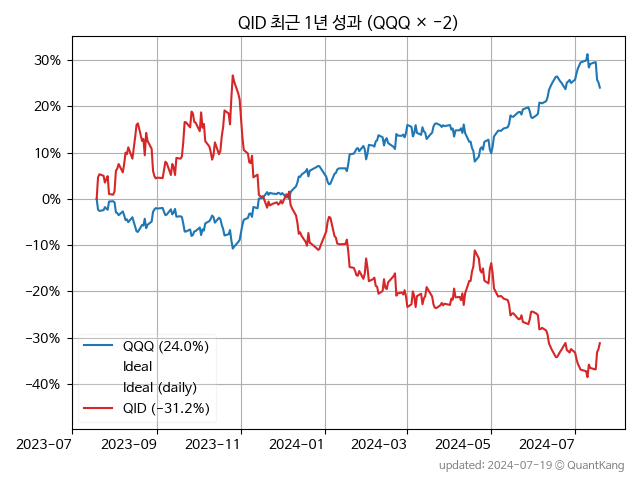 QID 최근 1년 성과 (QQQ × −2)
30%
20%
10%
0%
−10%
−20%
−30%
−40%
QQQ (24.0%)
Ideal
Ideal (daily)
QID (−31.2%)
2023−07 2023−09 2023−11 2024−01 2024−03 2024−05 2024−07
updated: 2024−07−19 © QuantKang